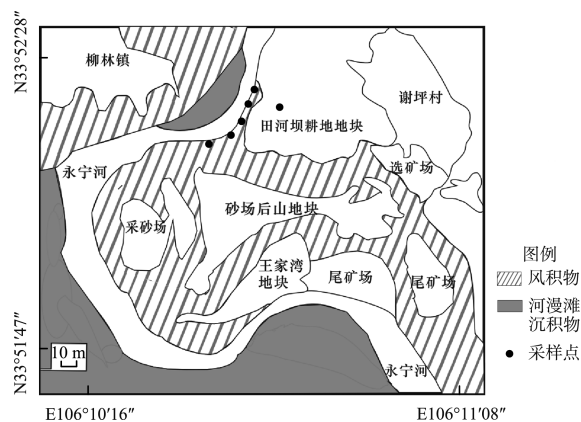 N33°52′28″
柳林镇
谢坪村
田河坝耕地地块
永宁河
选矿场
砂场后山地块
采砂场
王家湾
地块
尾矿场
尾矿场
图例
风积物
河漫滩
沉积物
采样点
N33°51′47″
10 m
永宁河
E106°10′16″
E106°11′08″